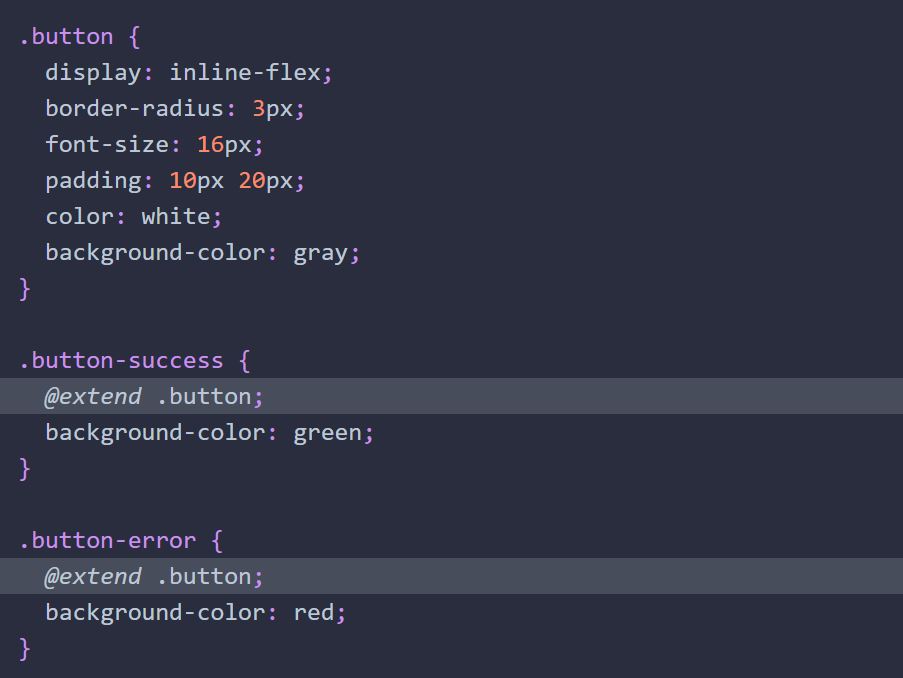 .button {
  display: inline-flex;
  border-radius: 3px;
  font-size: 16px;
  padding: 10px 20px;
  color: white;
  background-color: gray;
}

.button-success {
  @extend .button;
  background-color: green;
}

.button-error {
  @extend .button;
  background-color: red;
}